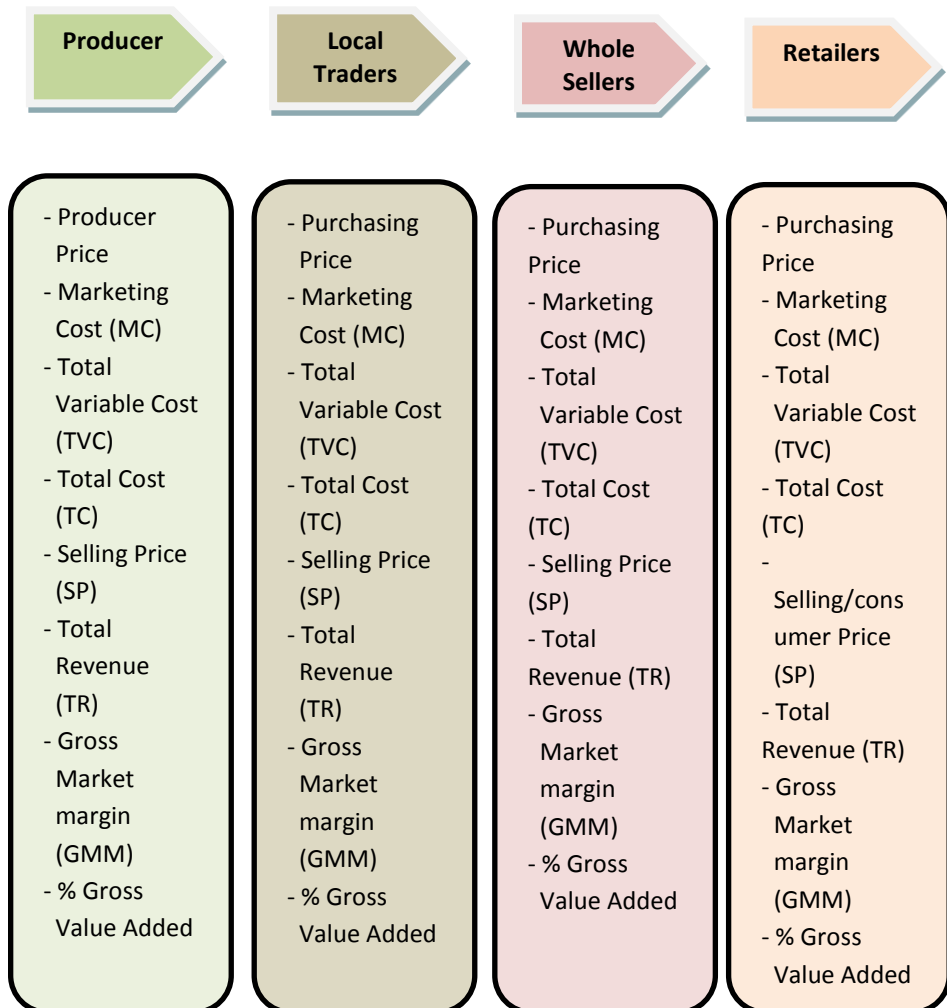 Producer
Local
Traders
Whole
Sellers
Retailers
- Producer
Price
- Marketing
Cost (MC)
- Total
Variable Cost
(TVC)
- Total Cost
(TC)
- Selling Price
(SP)
- Total
Revenue
(TR)
- Gross
Market
margin
(GMM)
- % Gross
Value Added
- Purchasing
Price
- Marketing
Cost (MC)
- Total
Variable Cost
(TVC)
- Total Cost
(TC)
- Selling Price
(SP)
- Total
Revenue
(TR)
- Gross
Market
margin
(GMM)
- % Gross
Value Added
- Purchasing
Price
- Marketing
Cost (MC)
- Total
Variable Cost
(TVC)
- Total Cost
(TC)
- Selling Price
(SP)
- Total
Revenue (TR)
- Gross
Market
margin
(GMM)
- % Gross
Value Added
- Purchasing
Price
- Marketing
Cost (MC)
- Total
Variable Cost
(TVC)
- Total Cost
(TC)
-
Selling/cons
umer Price
(SP)
- Total
Revenue (TR)
- Gross
Market
margin
(GMM)
- % Gross
Value Added